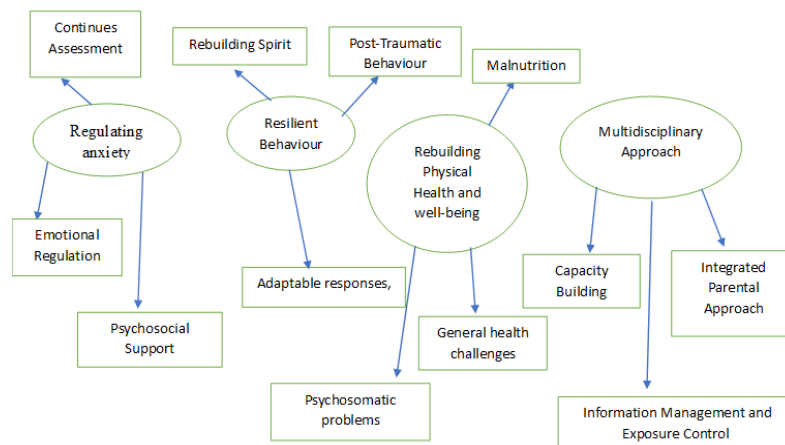 Continues
Assessment
Rebuilding Spirit
Post-Traumatic
Behaviour
Malnutrition
Regulating
anxiety
Resilient
Behaviour
Rebuilding
Physical
Health and
well-being
Multidisciplinary
Approach
Emotional
Regulation
Adaptable responses,
Capacity
Building
Integrated
Parental
Approach
Psychosocial
Support
General health
challenges
Psychosomatic
problems
Information Management and
Exposure Control